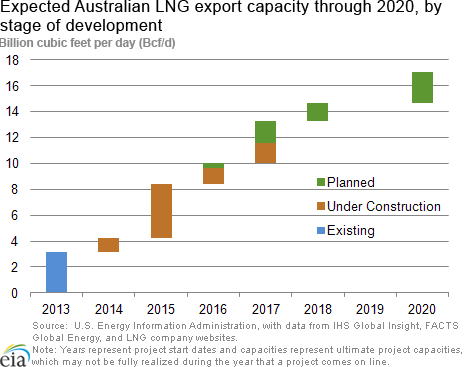 Expected Australian LNG export capacity through 2020, by
stage of development
Billion cubic feet per day (Bcf/d)
18
16
14
12
10
8
6
4
2
0
Planned
Under Construction
Existing
2013 2014 2015 2016 2017 2018 2019 2020
Source: U.S. Energy Information Administration, with data from IHS Global Insight, FACTS
Global Energy, and LNG company websites.
Note: Years represent project start dates and capacities represent ultimate project capacities,
which may not be fully realized during the year that a project comes on line.
eia